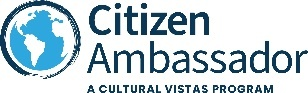 Citizen
Ambassador
A CULTURAL VISTAS PROGRAM